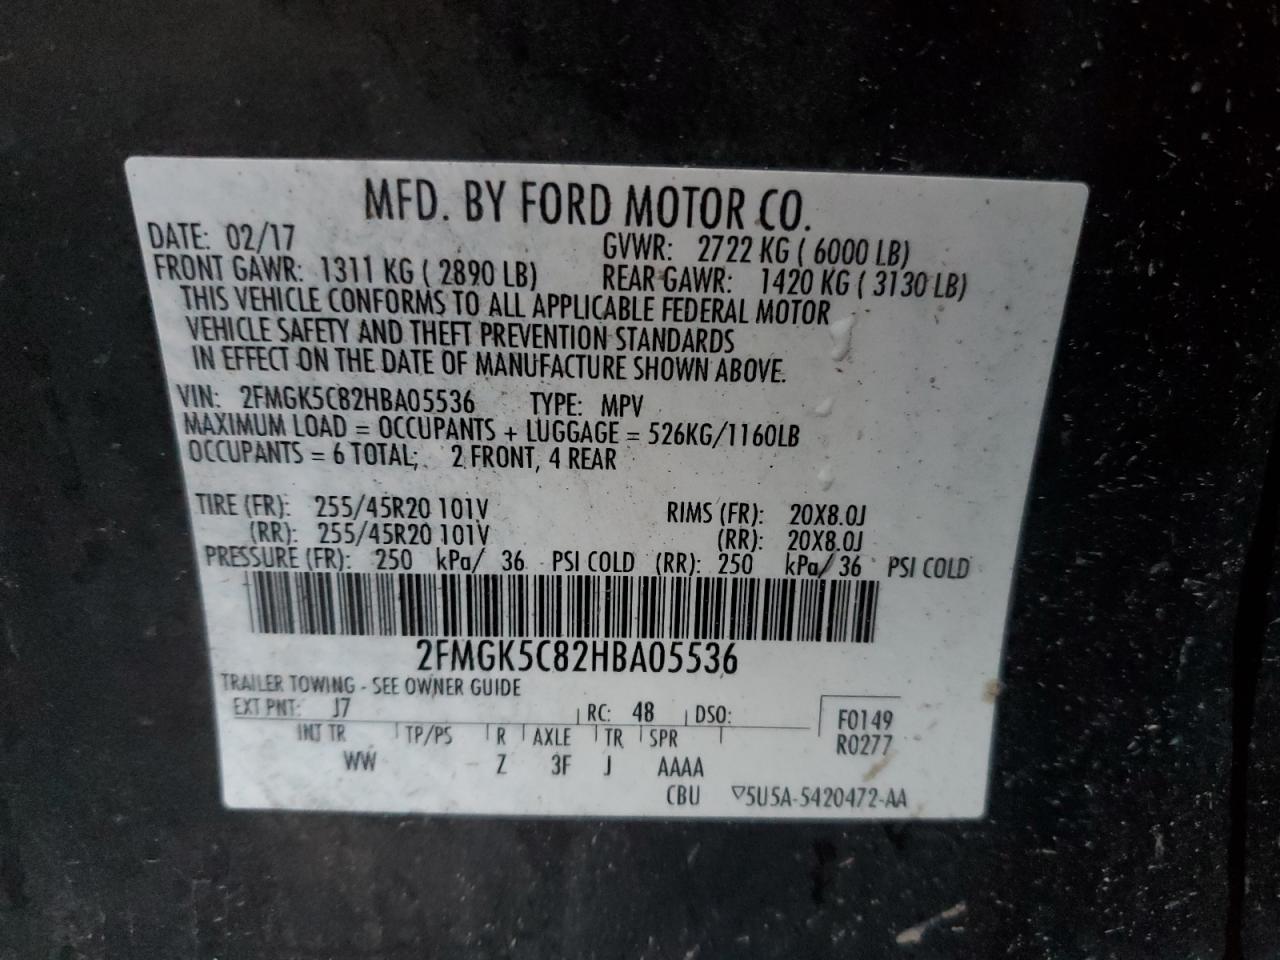 MFD. BY FORD MOTOR CO.
DATE: 02/17 GVWR: 2722 KG ( 6000 LB)
FRONT GAWR: 1311 KG ( 2890 LB) REAR GAWR: 1420 KG ( 3130 LB)
THIS VEHICLE CONFORMS TO ALL APPLICABLE FEDERAL MOTOR
VEHICLE SAFETY AND THEFT PREVENTION STANDARDS
IN EFFECT ON THE DATE OF MANUFACTURE SHOWN ABOVE.
VIN: 2FMGK5C82HBA05536 TYPE: MPV
MAXIMUM LOAD = OCCUPANTS + LUGGAGE = 526KG/1160LB
OCCUPANTS = 6 TOTAL; 2 FRONT, 4 REAR
TIRE (FR): 255/45R20 101V RIMS (FR): 20X8.0J
(RR): 255/45R20 101V (RR): 20X8.0J
PRESSURE (FR): 250 kPa/ 36 PSI COLD (RR): 250 kPa/ 36 PSI COLD
2FMGK5C82HBA05536
TRAILER TOWING - SEE OWNER GUIDE
EXT PNT: J7 RC: 48 DSO: F0149
INT TR TP/PS R AXLE TR SPR R0277
WW Z 3F J AAAA
CBU ▽5U5A-5420472-AA